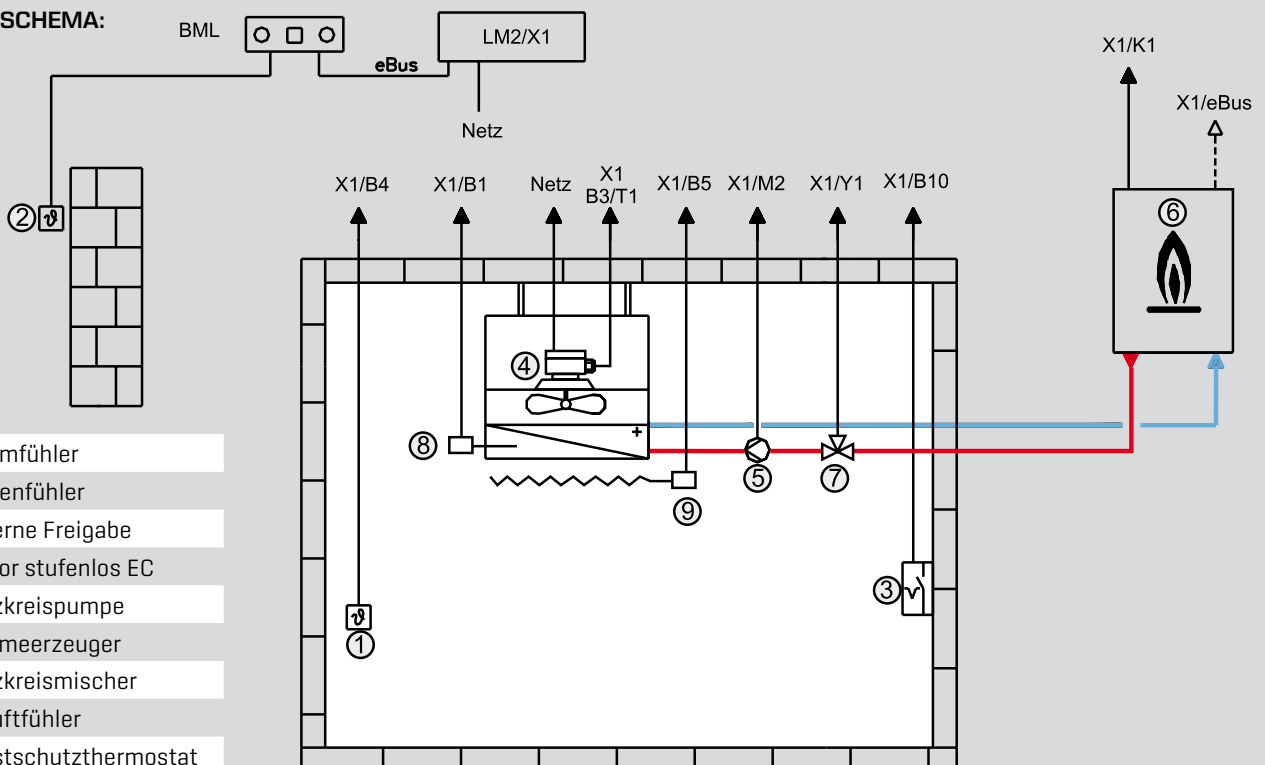 SCHEMA:
BML
LM2/X1
eBus
Netz
X1/K1
X1/eBus
X1/B4
X1/B1
Netz
X1
B3/T1
X1/B5
X1/M2
X1/Y1
X1/B10
2
6
4
8
5
7
9
3
1
mfühler
enfühler
erne Freigabe
or stufenlos EC
zkreispumpe
meerzeuger
zkreismischer
uftfühler
stschutzthermostat